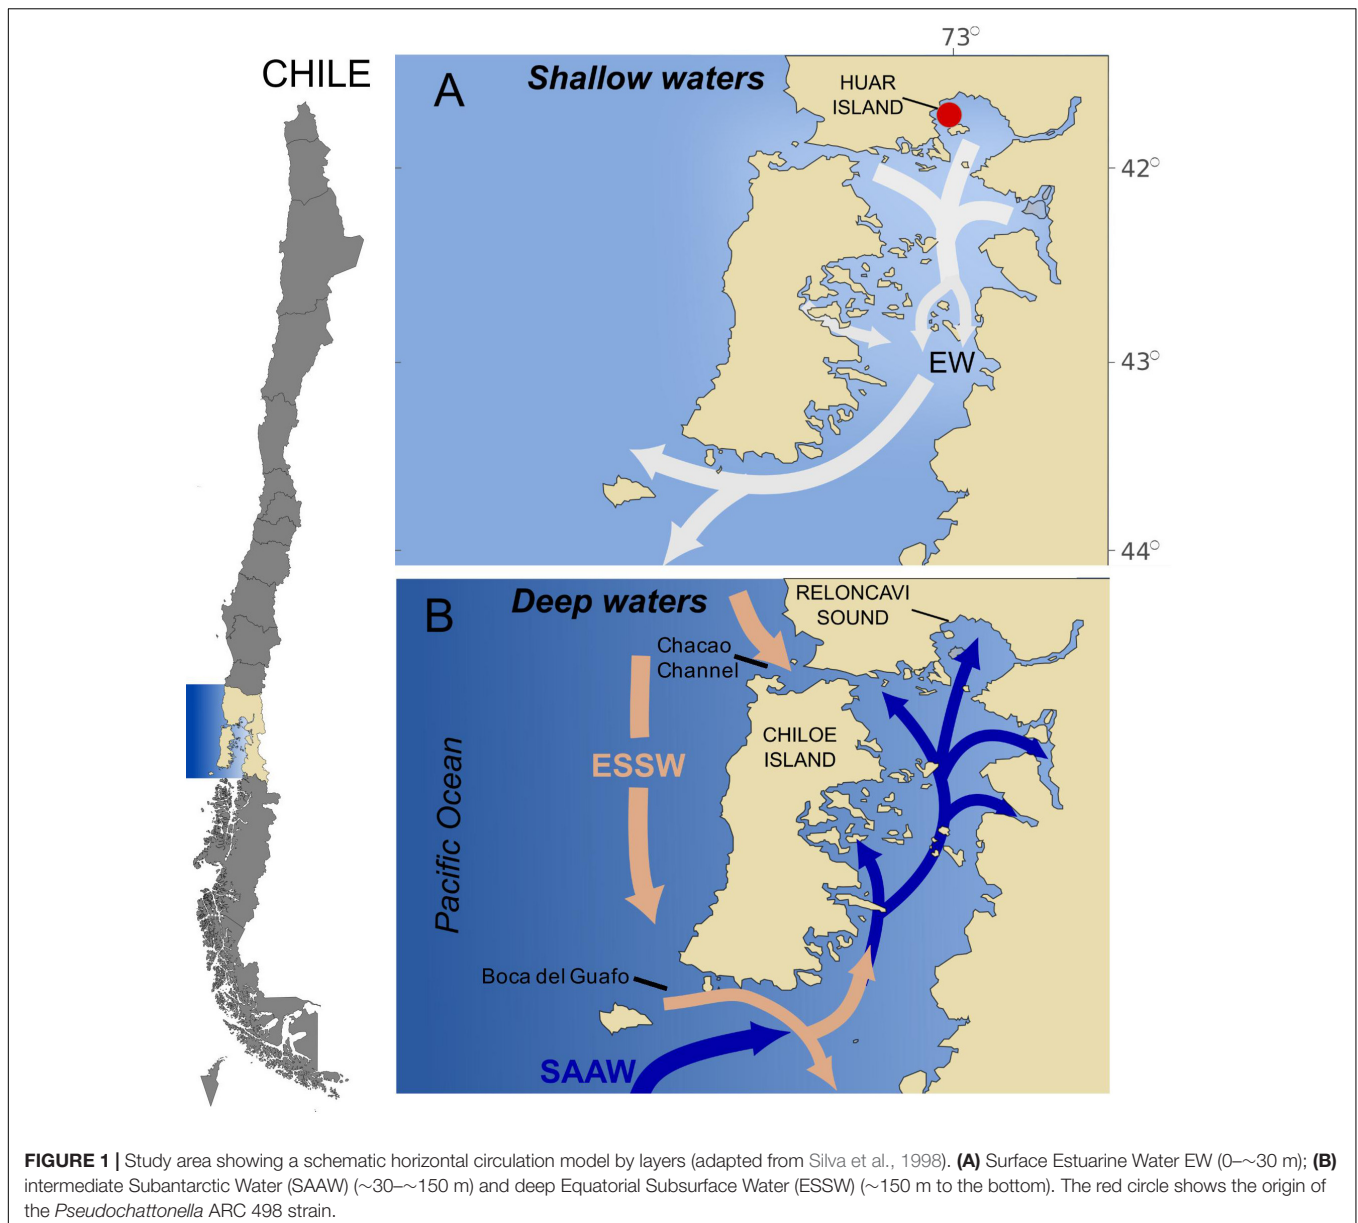 CHILE
A
Shallow waters
73°
HUAR
ISLAND
42°
EW
43°
44°
B
Deep waters
RELONCAVI
SOUND
Chacao
Channel
CHILOE
ISLAND
ESSW
Pacific Ocean
Boca del Guafo
SAAW
FIGURE 1 | Study area showing a schematic horizontal circulation model by layers (adapted from Silva et al., 1998). (A) Surface Estuarine Water EW (0–∼30 m); (B)
intermediate Subantarctic Water (SAAW) (∼30–∼150 m) and deep Equatorial Subsurface Water (ESSW) (∼150 m to the bottom). The red circle shows the origin of
the Pseudochattonella ARC 498 strain.